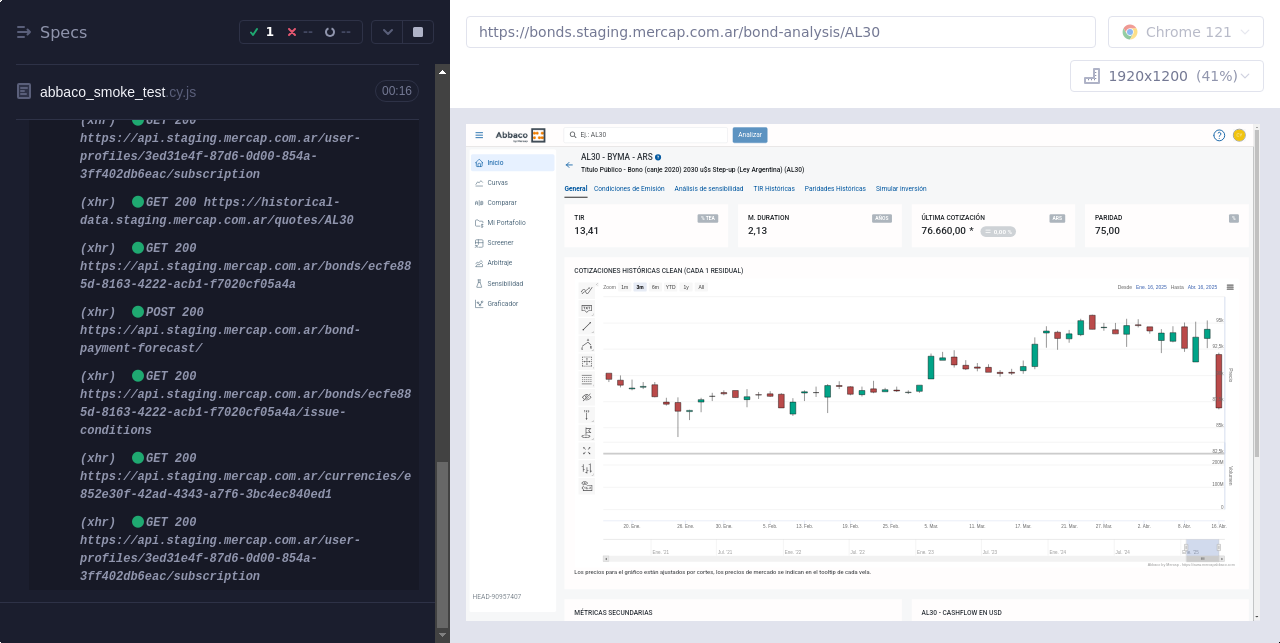 Specs
1
--
--
abbaco_smoke_test.cy.js
00:16
(xhr) GET 200
https://api.staging.mercap.com.ar/user-
profiles/3ed31e4f-87d6-0d00-854a-
3ff402db6eac/subscription
(xhr) GET 200 https://historical-
data.staging.mercap.com.ar/quotes/AL30
(xhr) GET 200
https://api.staging.mercap.com.ar/bonds/ecfe88
5d-8163-4222-acb1-f7020cf05a4a
(xhr) POST 200
https://api.staging.mercap.com.ar/bond-
payment-forecast/
(xhr) GET 200
https://api.staging.mercap.com.ar/bonds/ecfe88
5d-8163-4222-acb1-f7020cf05a4a/issue-
conditions
(xhr) GET 200
https://api.staging.mercap.com.ar/currencies/e
852e30f-42ad-4343-a7f6-3bc4ec840ed1
(xhr) GET 200
https://api.staging.mercap.com.ar/user-
profiles/3ed31e4f-87d6-0d00-854a-
3ff402db6eac/subscription
https://bonds.staging.mercap.com.ar/bond-analysis/AL30
Chrome 121
1920x1200 (41%)
Abbaco
by Mercap
Ej.: AL30
Analizar
Inicio
Curvas
Comparar
Mi Portafolio
Screener
Arbitraje
Sensibilidad
Graficador
HEAD-90957407
AL30 - BYMA - ARS
Título Público - Bono (canje 2020) 2030 u$s Step-up (Ley Argentina) (AL30)
General Condiciones de Emisión Análisis de sensibilidad TIR Históricas Paridades Históricas Simular inversión
TIR
% TEA
13,41
M. DURATION
AÑOS
2,13
ÚLTIMA COTIZACIÓN
ARS
76.660,00 * = 0,00 %
PARIDAD
%
75,00
COTIZACIONES HISTÓRICAS CLEAN (CADA 1 RESIDUAL)
Zoom 1m 3m 6m YTD 1y All
Desde Ene. 16, 2025 Hasta Abr. 16, 2025
95k
92.5k
85k
82.5k
Precio
200M
100M
0
Volumen
20. Ene. 26. Ene. 30. Ene. 5. Feb. 13. Feb. 19. Feb. 25. Feb. 5. Mar. 11. Mar. 17. Mar. 21. Mar. 27. Mar. 2. Abr. 8. Abr. 16. Abr.
Ene. '21 Jul. '21 Ene. '22 Jul. '22 Ene. '23 Jul. '23 Ene. '24 Jul. '24 Ene. '25
Los precios para el gráfico están ajustados por cortes, los precios de mercado se indican en el tooltip de cada vela.
MÉTRICAS SECUNDARIAS
AL30 - CASHFLOW EN USD